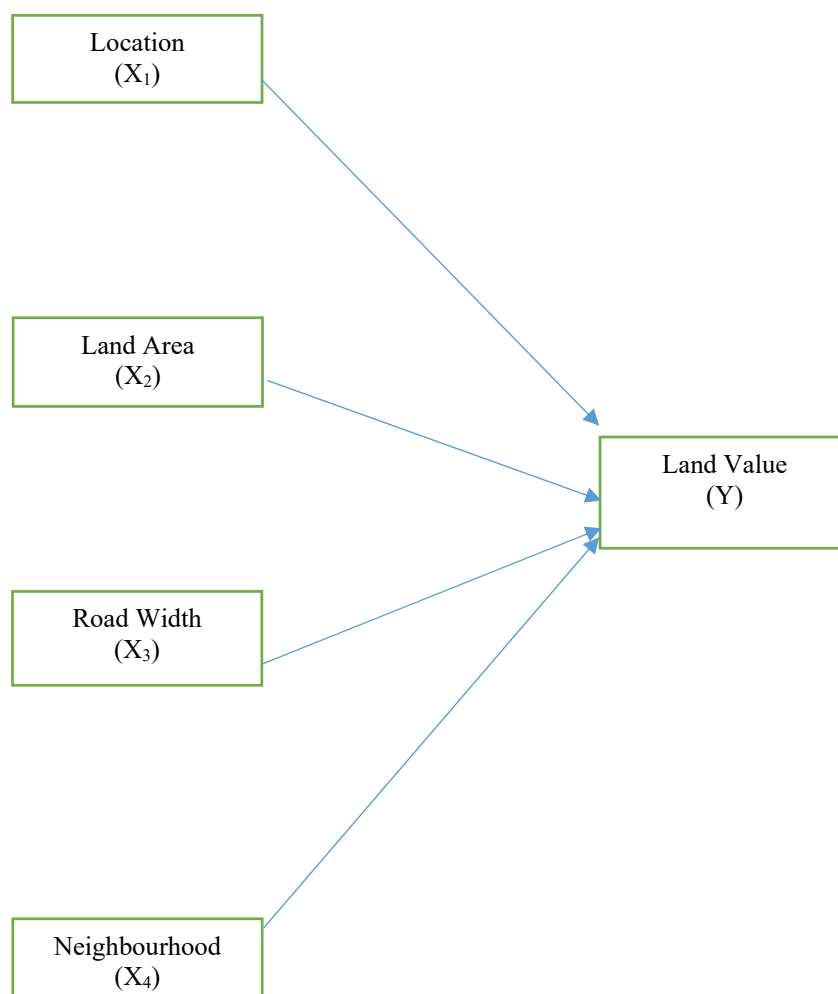 Location
(X₁)
Land Area
(X₂)
Land Value
(Y)
Road Width
(X₃)
Neighbourhood
(X₄)